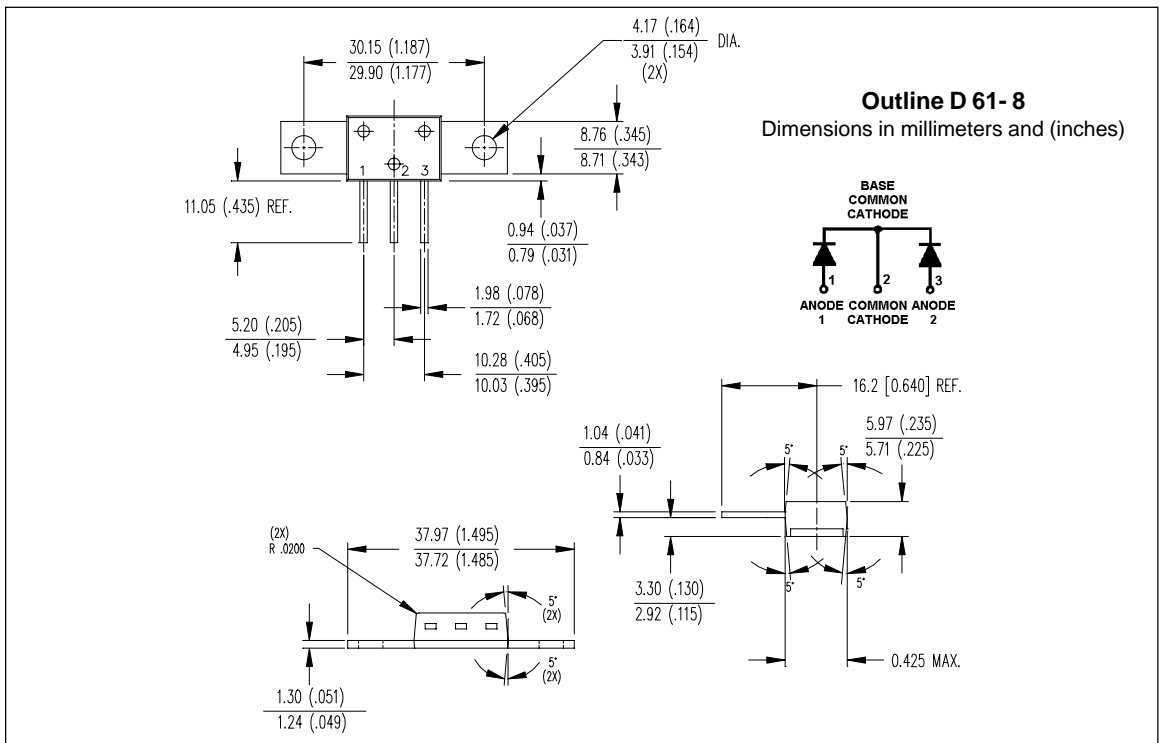 30.15 (1.187)
29.90 (1.177)
4.17 (.164)
3.91 (.154)
DIA.
(2X)
Outline D 61- 8
Dimensions in millimeters and (inches)
8.76 (.345)
8.71 (.343)
1 2 3
11.05 (.435) REF.
0.94 (.037)
0.79 (.031)
1.98 (.078)
1.72 (.068)
5.20 (.205)
4.95 (.195)
10.28 (.405)
10.03 (.395)
BASE
COMMON
CATHODE
1 2 3
ANODE COMMON ANODE
1 CATHODE 2
16.2 [0.640] REF.
1.04 (.041)
0.84 (.033)
5.97 (.235)
5.71 (.225)
5°
5°
3.30 (.130)
2.92 (.115)
5°
5°
0.425 MAX.
(2X)
R .0200
37.97 (1.495)
37.72 (1.485)
5°
(2X)
5°
(2X)
1.30 (.051)
1.24 (.049)